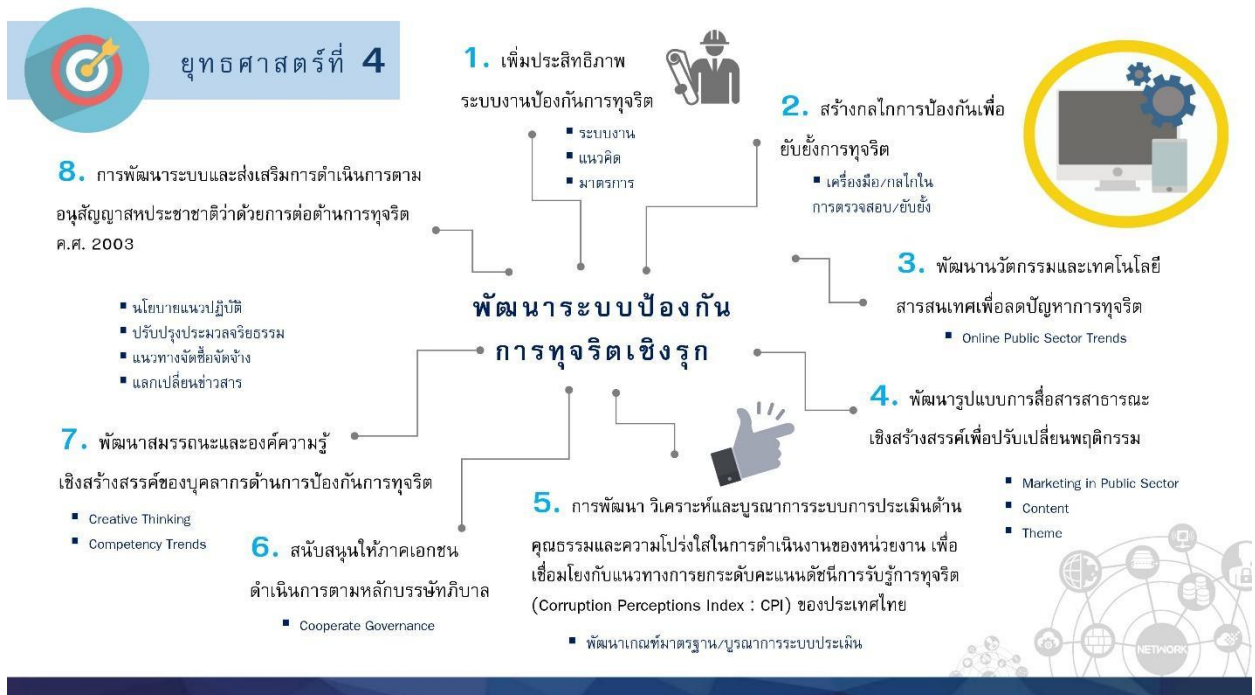 ยุทธศาสตร์ที่ 4
1. เพิ่มประสิทธิภาพ
ระบบงานป้องกันการทุจริต
▪ ระบบงาน
▪ แนวคิด
▪ มาตรการ
2. สร้างกลไกการป้องกันเพื่อ
ยับยั้งการทุจริต
▪ เครื่องมือ/กลไกใน
การตรวจสอบ/ยับยั้ง
3. พัฒนานวัตกรรมและเทคโนโลยี
สารสนเทศเพื่อลดปัญหาการทุจริต
▪ Online Public Sector Trends
4. พัฒนารูปแบบการสื่อสารสาธารณะ
เชิงสร้างสรรค์เพื่อปรับเปลี่ยนพฤติกรรม
▪ Marketing in Public Sector
▪ Content
▪ Theme
5. การพัฒนา วิเคราะห์และบูรณาการระบบการประเมินด้าน
คุณธรรมและความโปร่งใสในการดำเนินงานของหน่วยงาน เพื่อ
เชื่อมโยงกับแนวทางการยกระดับคะแนนดัชนีการรับรู้การทุจริต
(Corruption Perceptions Index : CPI) ของประเทศไทย
▪ พัฒนาเกณฑ์มาตรฐาน/บูรณาการระบบประเมิน
6. สนับสนุนให้ภาคเอกชน
ดำเนินการตามหลักบรรษัทภิบาล
▪ Cooperate Governance
7. พัฒนาสมรรถนะและองค์ความรู้
เชิงสร้างสรรค์ของบุคลากรด้านการป้องกันการทุจริต
▪ Creative Thinking
▪ Competency Trends
8. การพัฒนาระบบและส่งเสริมการดำเนินการตาม
อนุสัญญาสหประชาชาติว่าด้วยการต่อต้านการทุจริต
ค.ศ. 2003
▪ นโยบายแนวปฏิบัติ
▪ ปรับปรุงประมวลจริยธรรม
▪ แนวทางจัดซื้อจัดจ้าง
▪ แลกเปลี่ยนข่าวสาร
พัฒนาระบบป้องกัน
การทุจริตเชิงรุก
NETWORK